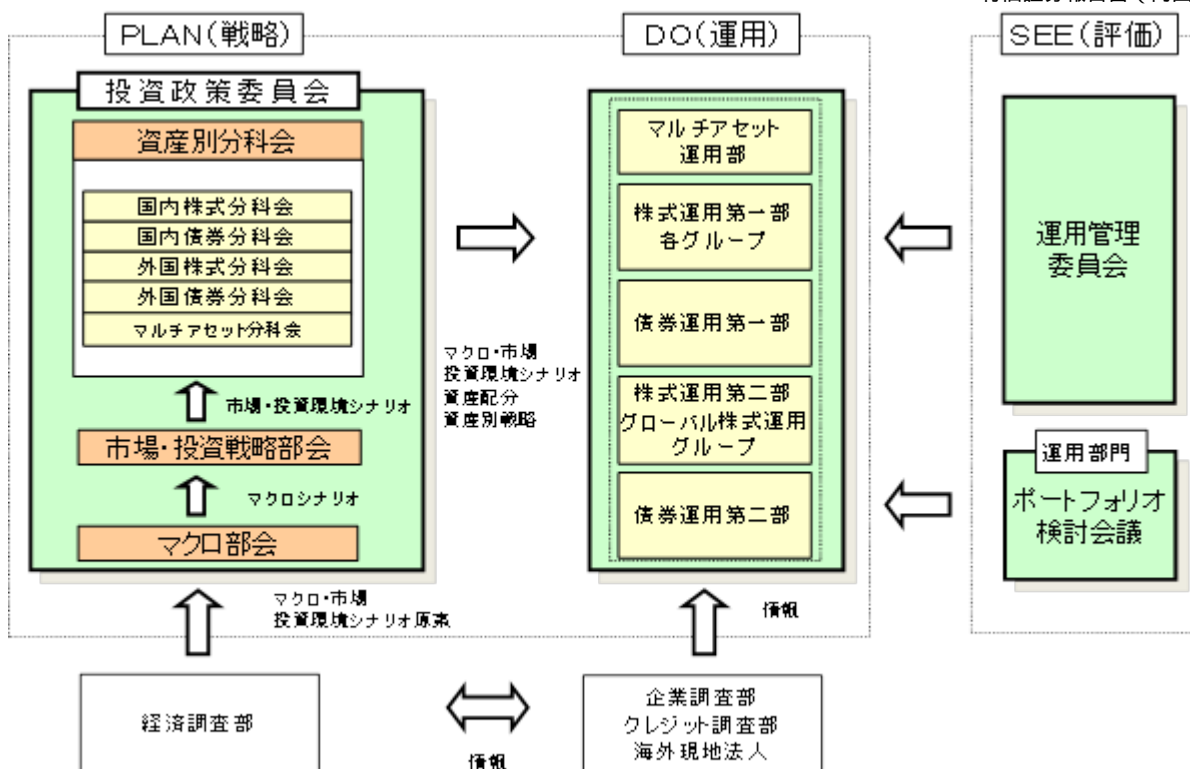 PLAN(戦略)
投資政策委員会
資産別分科会
国内株式分科会
国内債券分科会
外国株式分科会
外国債券分科会
マルチアセット分科会
市場・投資環境シナリオ
市場・投資戦略部会
マクロシナリオ
マクロ部会
マクロ・市場
投資環境シナリオ原案
経済調査部
マクロ・市場
投資環境シナリオ
資産配分
資産別戦略
DO(運用)
マルチアセット
運用部
株式運用第一部
各グループ
債券運用第一部
株式運用第二部
グローバル株式運用
グループ
債券運用第二部
情報
情報
企業調査部
クレジット調査部
海外現地法人
SEE(評価)
運用管理
委員会
運用部門
ポートフォリオ
検討会議